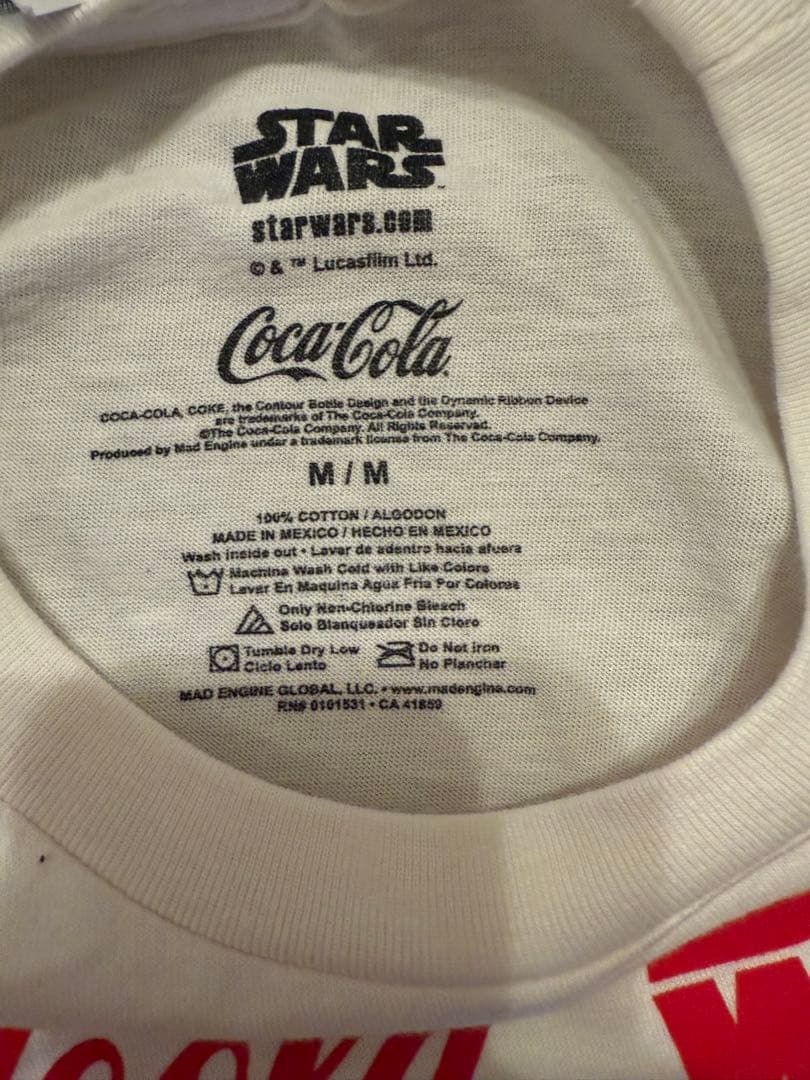 STAR
WARS™
starwars.com
© & ™ Lucasfilm Ltd.
Coca-Cola
COCA-COLA, COKE, the Contour Bottle Design and the Dynamic Ribbon Device
are trademarks of The Coca-Cola Company.
©The Coca-Cola Company. All Rights Reserved.
Produced by Mad Engine under a trademark license from The Coca-Cola Company.
M / M
100% COTTON / ALGODON
MADE IN MEXICO / HECHO EN MEXICO
Wash inside out • Lavar de adentro hacia afuera
Machine Wash Cold with Like Colors
Lavar En Maquina Agua Fria Por Colores
Only Non-Chlorine Bleach
Solo Blanqueador Sin Cloro
Tumble Dry Low
Ciclo Lento
Do Not Iron
No Planchar
MAD ENGINE GLOBAL, LLC. • www.madengine.com
RN# 0101531 • CA 41859